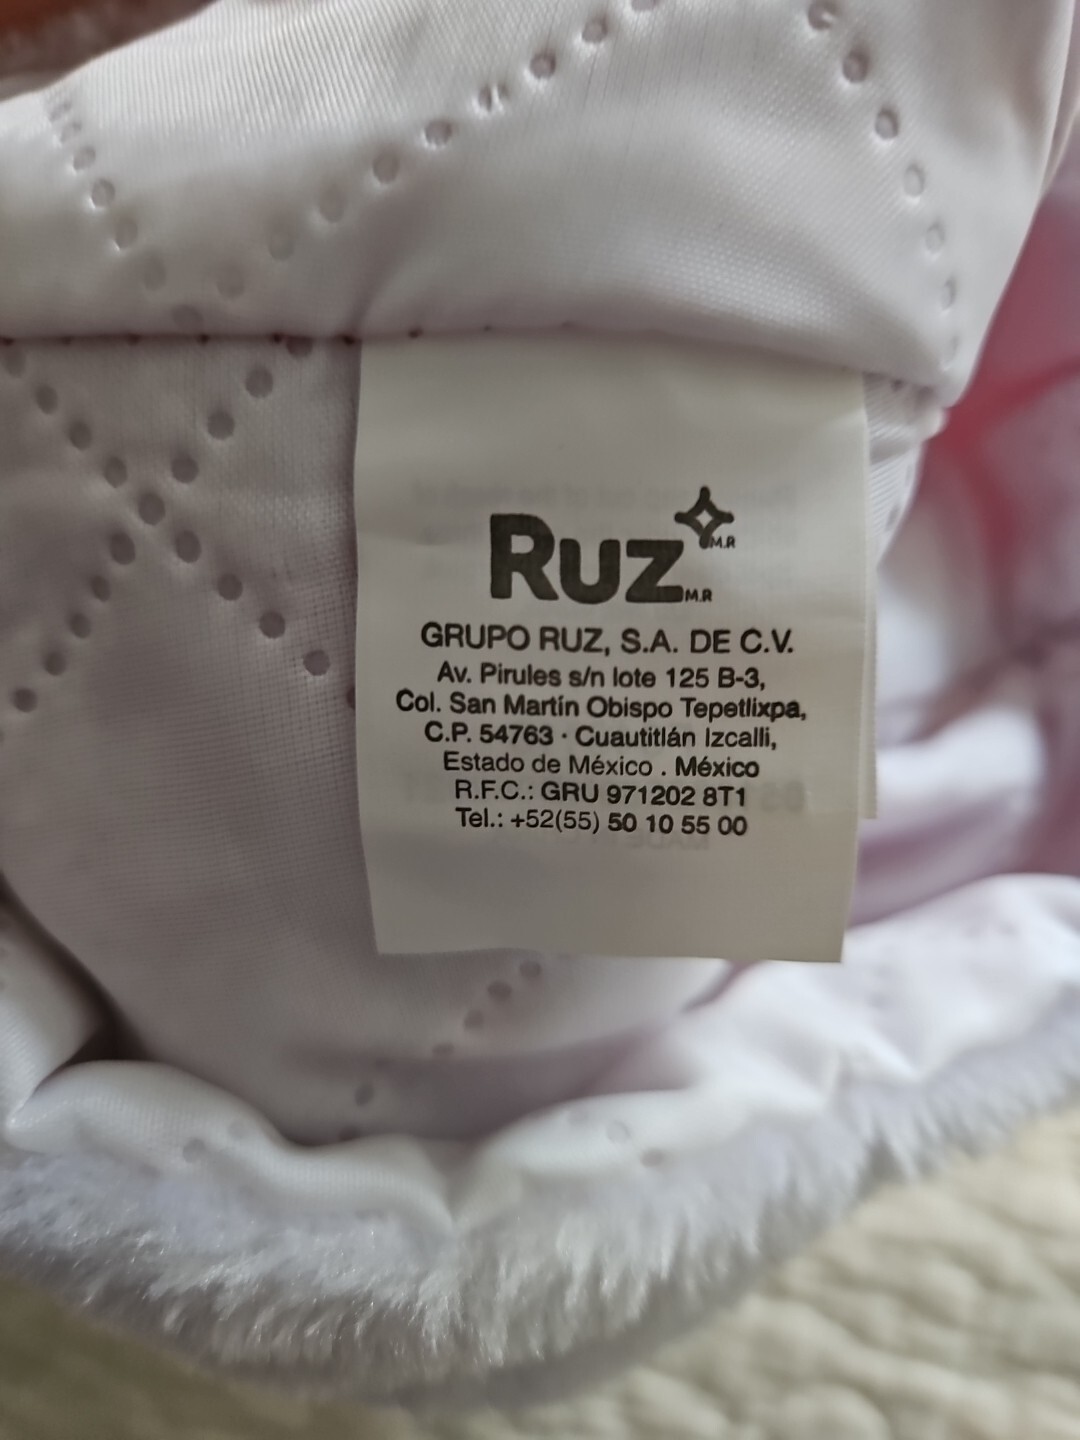 Ruz M.R
M.R
GRUPO RUZ, S.A. DE C.V.
Av. Pirules s/n lote 125 B-3,
Col. San Martín Obispo Tepetlixpa,
C.P. 54763 · Cuautitlán Izcalli,
Estado de México . México
R.F.C.: GRU 971202 8T1
Tel.: +52(55) 50 10 55 00